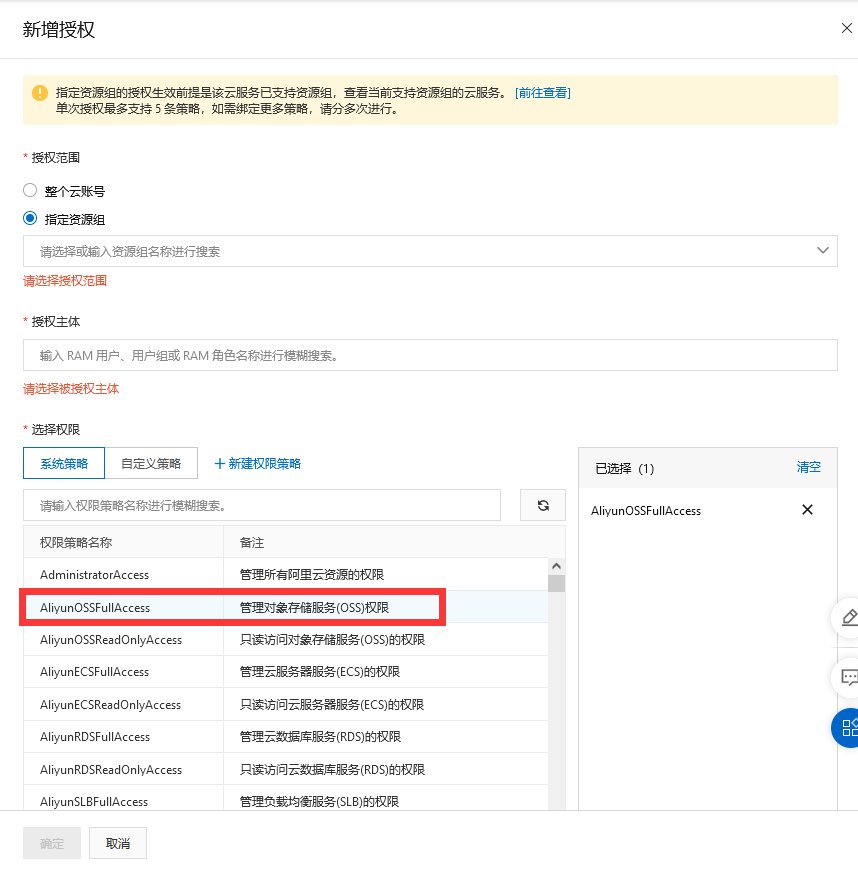 新增授权
指定资源组的授权生效前提是该云服务已支持资源组，查看当前支持资源组的云服务。 [前往查看]
单次授权最多支持 5 条策略，如需绑定更多策略，请分多次进行。
* 授权范围
整个云账号
指定资源组
请选择或输入资源组名称进行搜索
请选择授权范围
* 授权主体
输入 RAM 用户、用户组或 RAM 角色名称进行模糊搜索。
请选择被授权主体
* 选择权限
系统策略 自定义策略 + 新建权限策略
已选择（1） 清空
请输入权限策略名称进行模糊搜索。
AliyunOSSFullAccess
权限策略名称 备注
AdministratorAccess 管理所有阿里云资源的权限
AliyunOSSFullAccess 管理对象存储服务(OSS)权限
AliyunOSSReadOnlyAccess 只读访问对象存储服务(OSS)的权限
AliyunECSFullAccess 管理云服务器服务(ECS)的权限
AliyunECSReadOnlyAccess 只读访问云服务器服务(ECS)的权限
AliyunRDSFullAccess 管理云数据库服务(RDS)的权限
AliyunRDSReadOnlyAccess 只读访问云数据库服务(RDS)的权限
AliyunSLBFullAccess 管理负载均衡服务(SLB)的权限
确定 取消